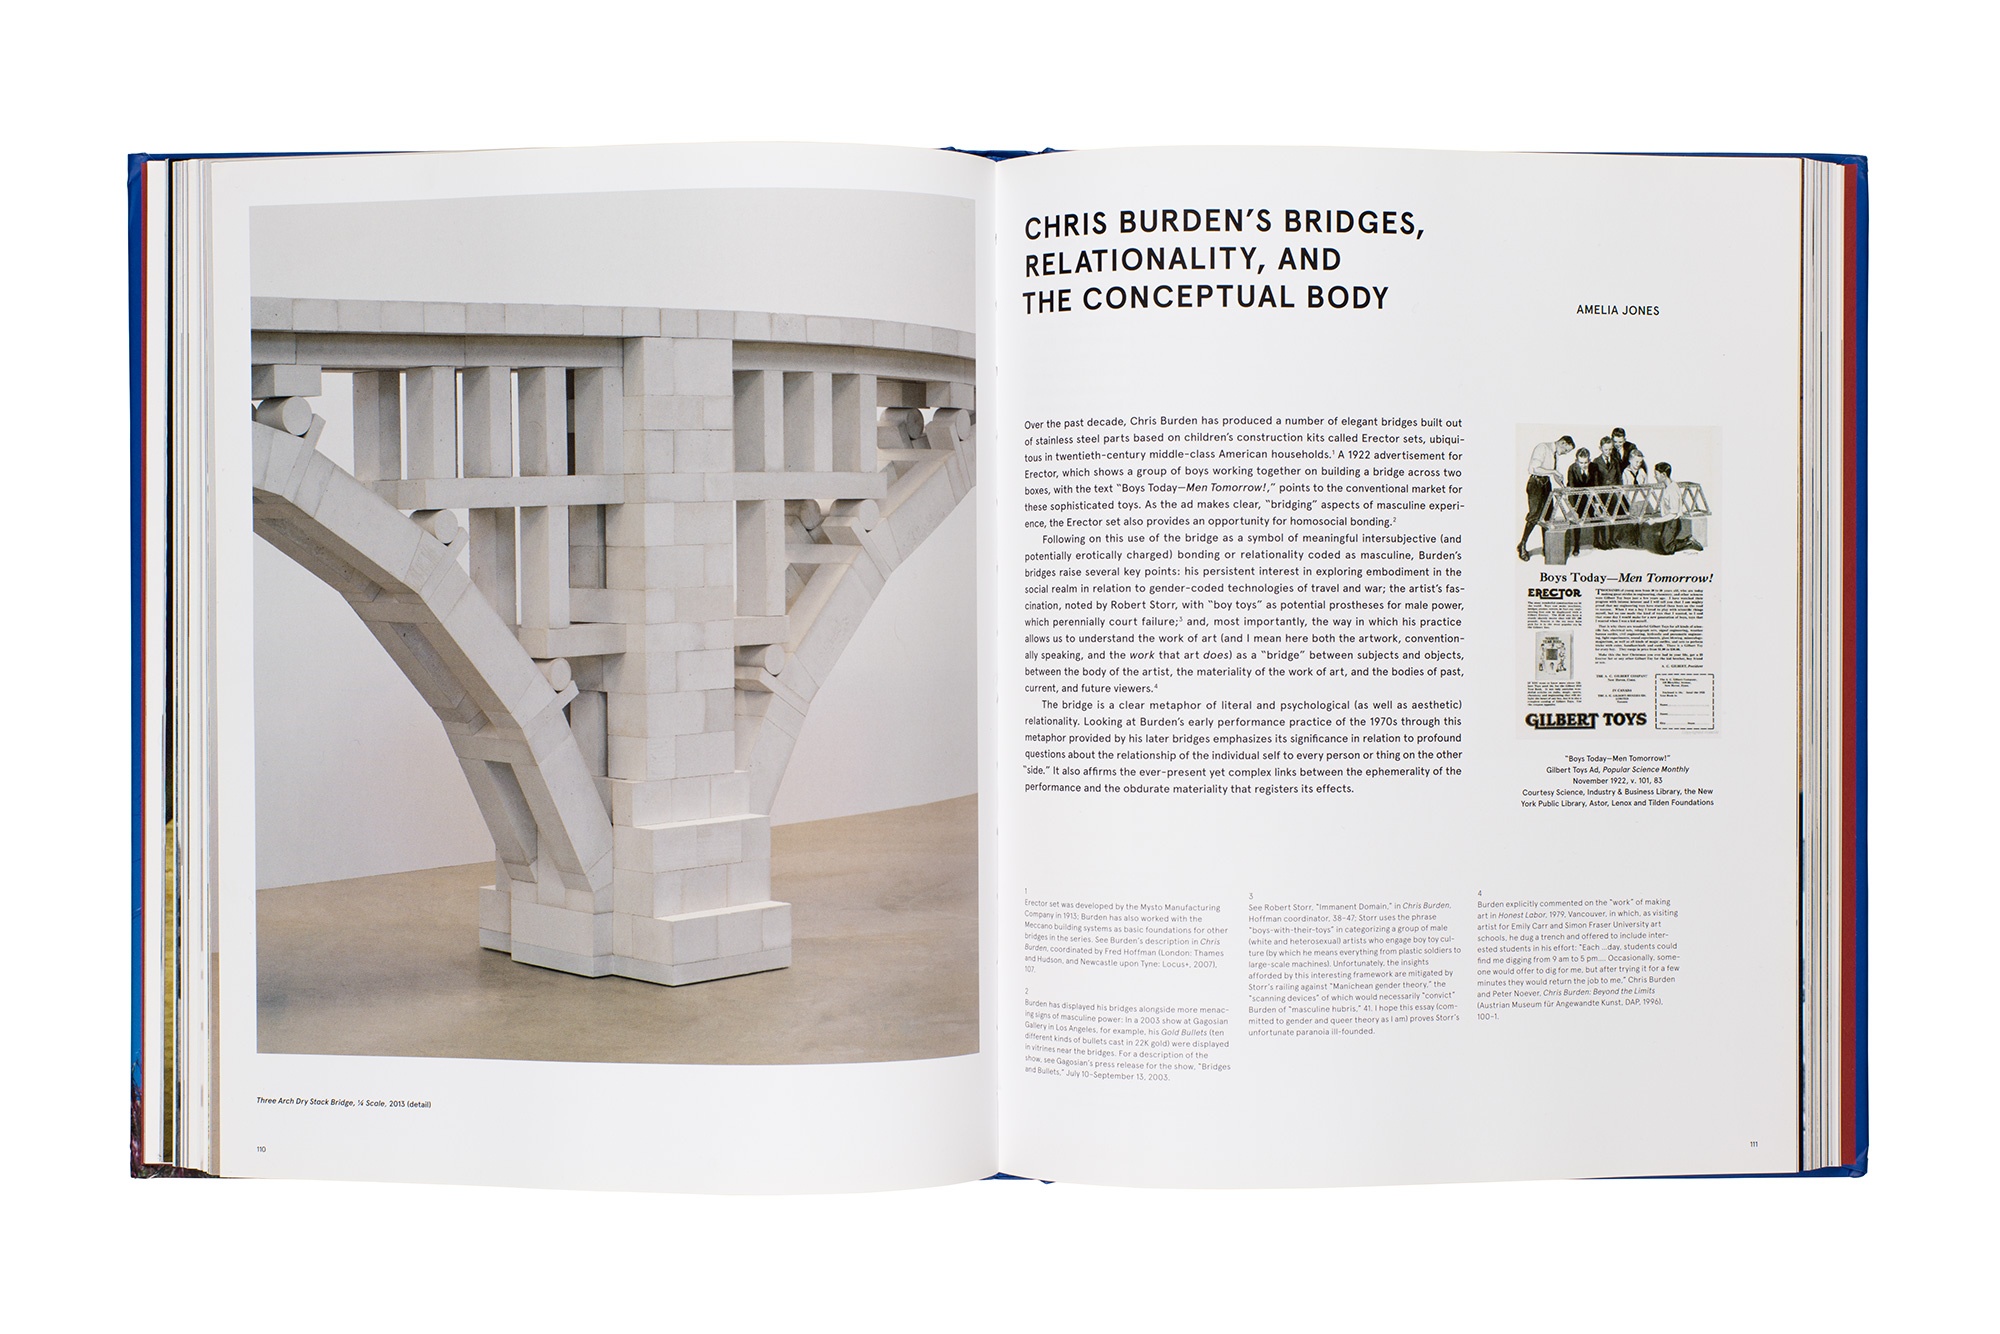 Three Arch Dry Stack Bridge, ¼ Scale, 2013 (detail)
110
CHRIS BURDEN’S BRIDGES,
RELATIONALITY, AND
THE CONCEPTUAL BODY
AMELIA JONES
Over the past decade, Chris Burden has produced a number of elegant bridges built out
of stainless steel parts based on children’s construction kits called Erector sets, ubiqui-
tous in twentieth-century middle-class American households.¹ A 1922 advertisement for
Erector, which shows a group of boys working together on building a bridge across two
boxes, with the text “Boys Today—Men Tomorrow!,” points to the conventional market for
these sophisticated toys. As the ad makes clear, “bridging” aspects of masculine experi-
ence, the Erector set also provides an opportunity for homosocial bonding.²
Following on this use of the bridge as a symbol of meaningful intersubjective (and
potentially erotically charged) bonding or relationality coded as masculine, Burden’s
bridges raise several key points: his persistent interest in exploring embodiment in the
social realm in relation to gender-coded technologies of travel and war; the artist’s fas-
cination, noted by Robert Storr, with “boy toys” as potential prostheses for male power,
which perennially court failure;³ and, most importantly, the way in which his practice
allows us to understand the work of art (and I mean here both the artwork, convention-
ally speaking, and the work that art does) as a “bridge” between subjects and objects,
between the body of the artist, the materiality of the work of art, and the bodies of past,
current, and future viewers.⁴
The bridge is a clear metaphor of literal and psychological (as well as aesthetic)
relationality. Looking at Burden’s early performance practice of the 1970s through this
metaphor provided by his later bridges emphasizes its significance in relation to profound
questions about the relationship of the individual self to every person or thing on the other
“side.” It also affirms the ever-present yet complex links between the ephemerality of the
performance and the obdurate materiality that registers its effects.
Boys Today—Men Tomorrow!
ERECTOR
THE A. C. GILBERT COMPANY
GILBERT TOYS
“Boys Today—Men Tomorrow!”
Gilbert Toys Ad, Popular Science Monthly
November 1922, v. 101, 83
Courtesy Science, Industry & Business Library, the New
York Public Library, Astor, Lenox and Tilden Foundations
1
Erector set was developed by the Mysto Manufacturing
Company in 1913; Burden has also worked with the
Meccano building systems as basic foundations for other
bridges in the series. See Burden’s description in Chris
Burden, coordinated by Fred Hoffman (London: Thames
and Hudson, and Newcastle upon Tyne: Locus+, 2007),
107.
2
Burden has displayed his bridges alongside more menac-
ing signs of masculine power: In a 2003 show at Gagosian
Gallery in Los Angeles, for example, his Gold Bullets (ten
different kinds of bullets cast in 22K gold) were displayed
in vitrines near the bridges. For a description of the
show, see Gagosian’s press release for the show, “Bridges
and Bullets,” July 10–September 13, 2003.
3
See Robert Storr, “Immanent Domain,” in Chris Burden,
Hoffman coordinator, 38–47; Storr uses the phrase
“boys-with-their-toys” in categorizing a group of male
(white and heterosexual) artists who engage boy toy cul-
ture (by which he means everything from plastic soldiers to
large-scale machines). Unfortunately, the insights
afforded by this interesting framework are mitigated by
Storr’s railing against “Manichean gender theory,” the
“scanning devices” of which would necessarily “convict”
Burden of “masculine hubris,” 41. I hope this essay (com-
mitted to gender and queer theory as I am) proves Storr’s
unfortunate paranoia ill-founded.
4
Burden explicitly commented on the “work” of making
art in Honest Labor, 1979, Vancouver, in which, as visiting
artist for Emily Carr and Simon Fraser University art
schools, he dug a trench and offered to include inter-
ested students in his effort: “Each ...day, students could
find me digging from 9 am to 5 pm.... Occasionally, some-
one would offer to dig for me, but after trying it for a few
minutes they would return the job to me,” Chris Burden
and Peter Noever, Chris Burden: Beyond the Limits
(Austrian Museum für Angewandte Kunst, DAP, 1996),
100–1.
111